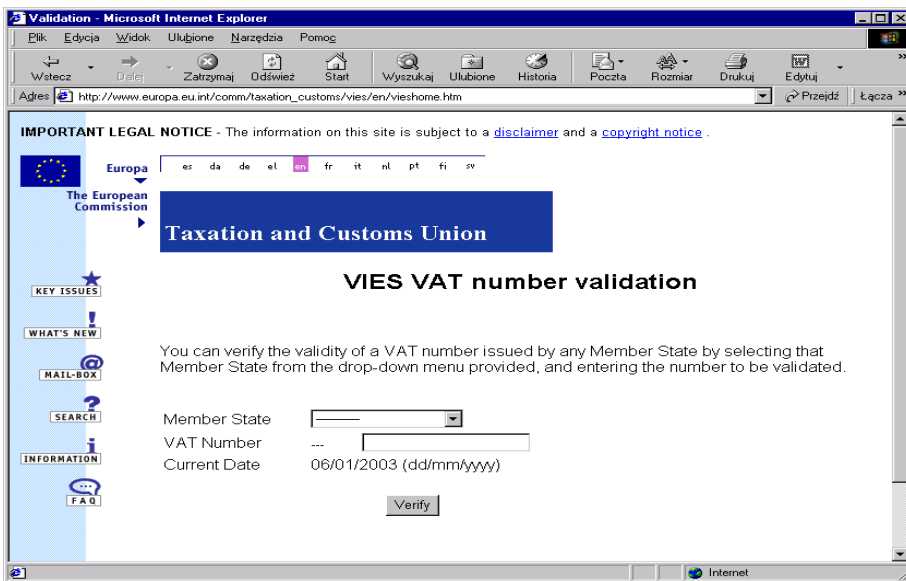 Validation - Microsoft Internet Explorer
Plik Edycja Widok Ulubione Narzędzia Pomoc
Wstecz Dalej Zatrzymaj Odśwież Start Wyszukaj Ulubione Historia Poczta Rozmiar Drukuj Edytuj »
Adres http://www.europa.eu.int/comm/taxation_customs/vies/en/vieshome.htm Przejdź Łącza »
IMPORTANT LEGAL NOTICE - The information on this site is subject to a disclaimer and a copyright notice .
Europa es da de el en fr it nl pt fi sv
The European
Commission
Taxation and Customs Union
VIES VAT number validation
KEY ISSUES
WHAT'S NEW
You can verify the validity of a VAT number issued by any Member State by selecting that
Member State from the drop-down menu provided, and entering the number to be validated.
MAIL-BOX
SEARCH
Member State --------
VAT Number ---
INFORMATION
Current Date 06/01/2003 (dd/mm/yyyy)
FAQ
Verify
Internet